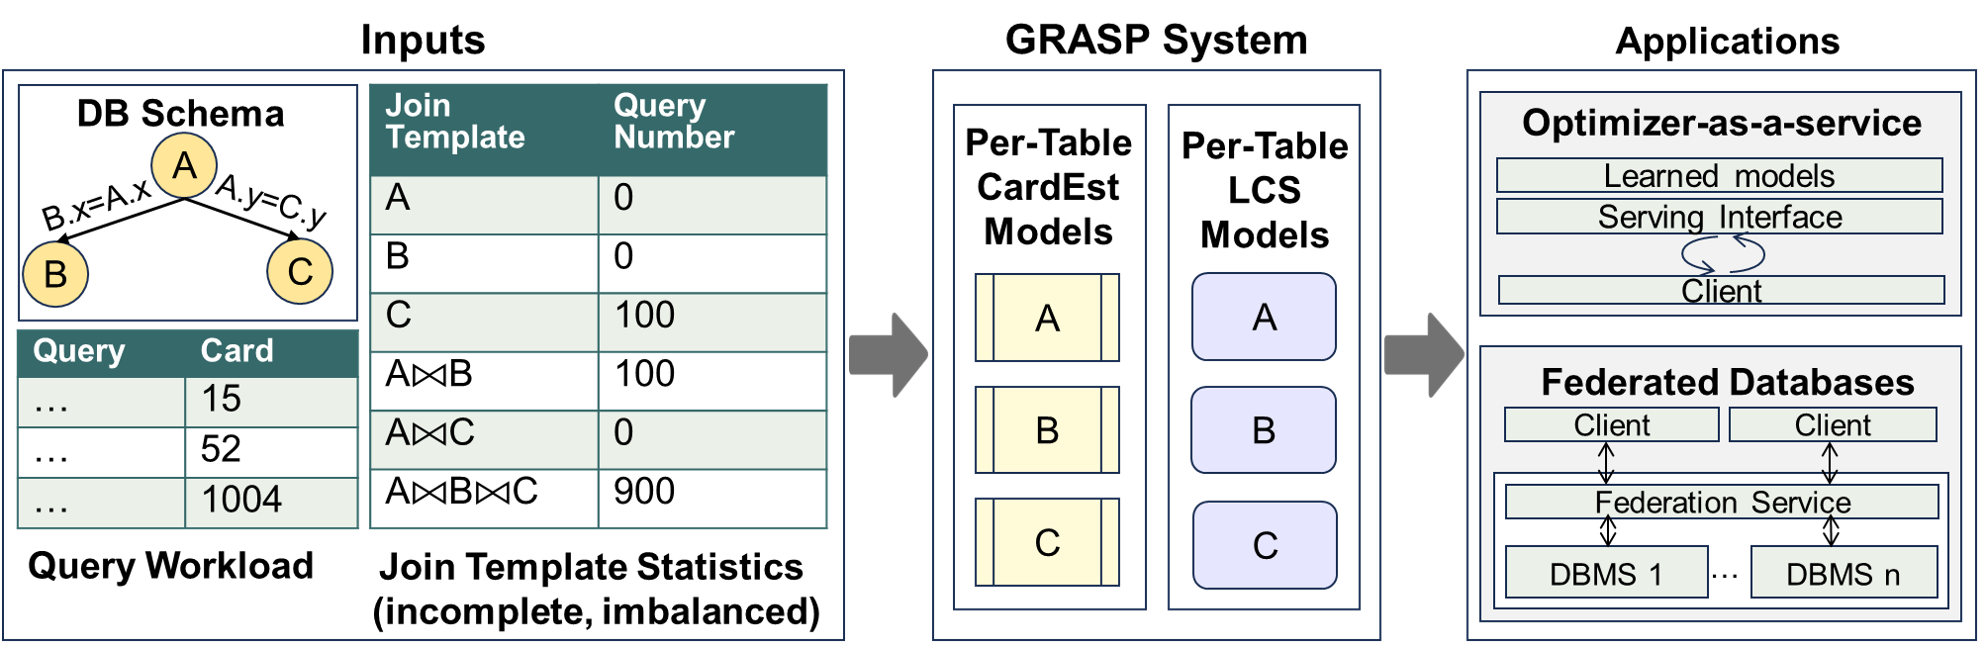 Inputs
DB Schema
A
B.x=A.x
A.y=C.y
B
C
Query Card
… 15
… 52
… 1004
Query Workload
Join Template Query Number
A 0
B 0
C 100
A⋈B 100
A⋈C 0
A⋈B⋈C 900
Join Template Statistics
(incomplete, imbalanced)
GRASP System
Per-Table
CardEst
Models
A
B
C
Per-Table
LCS
Models
A
B
C
Applications
Optimizer-as-a-service
Learned models
Serving Interface
Client
Federated Databases
Client Client
Federation Service
DBMS 1 … DBMS n